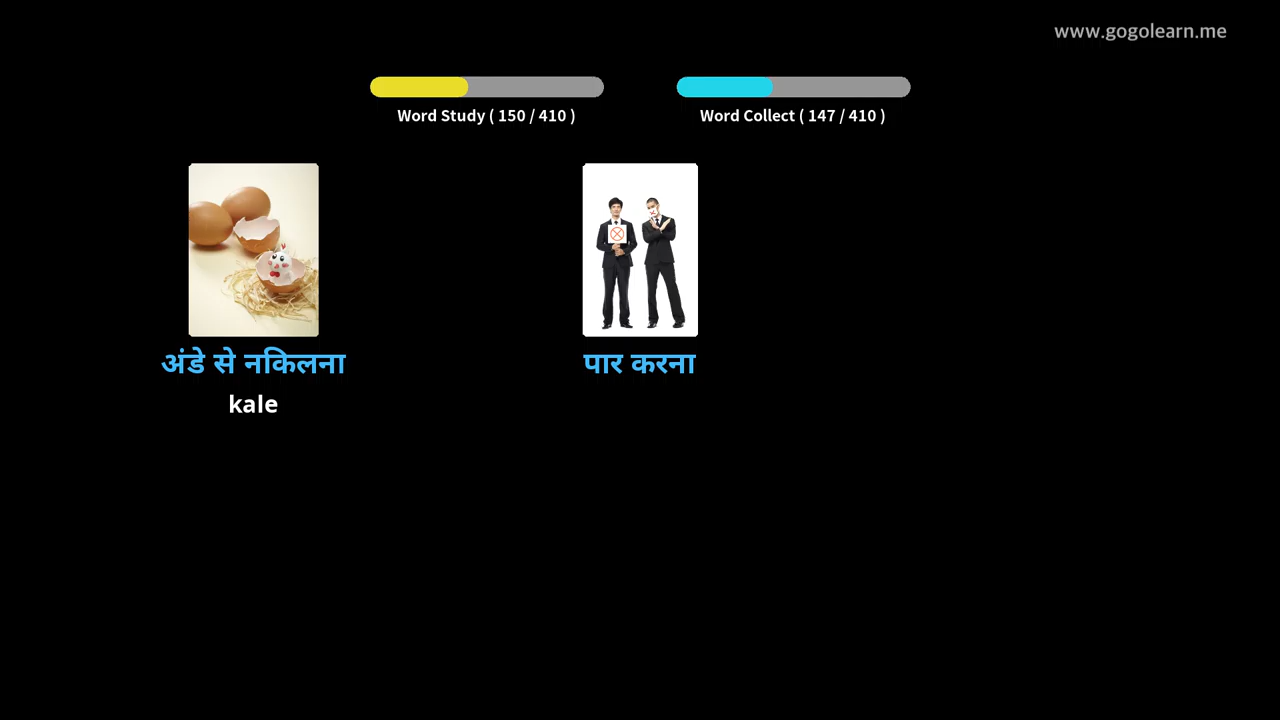 www.gogolearn.me
Word Study ( 150 / 410 )
Word Collect ( 147 / 410 )
अंडे से नकिलना
पार करना
kale